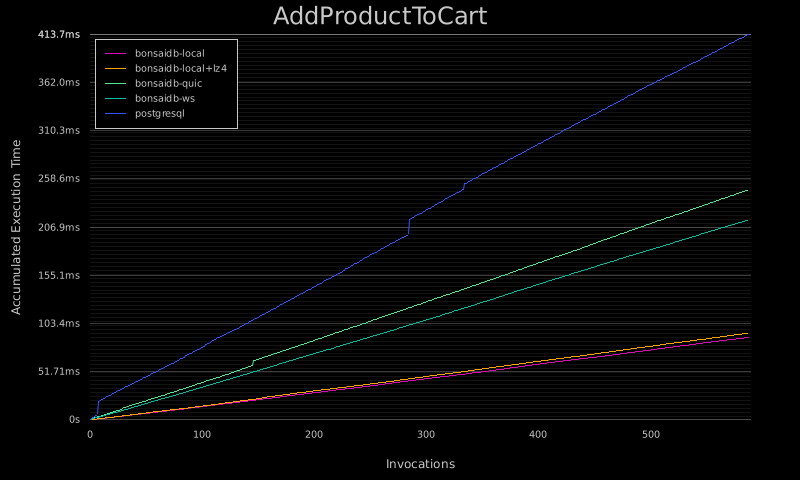 AddProductToCart
413.7ms
362.0ms
310.3ms
258.6ms
206.9ms
155.1ms
103.4ms
51.71ms
0s
Accumulated Execution Time
bonsaidb-local
bonsaidb-local+lz4
bonsaidb-quic
bonsaidb-ws
postgresql
0 100 200 300 400 500
Invocations